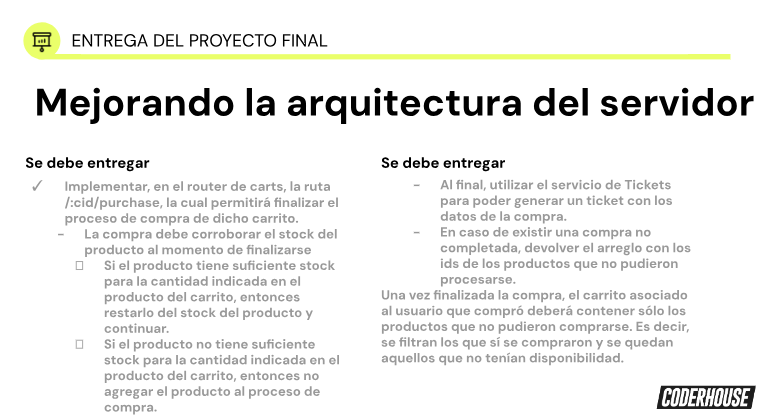 ENTREGA DEL PROYECTO FINAL
Mejorando la arquitectura del servidor
Se debe entregar
✓ Implementar, en el router de carts, la ruta
/:cid/purchase, la cual permitirá finalizar el
proceso de compra de dicho carrito.
- La compra debe corroborar el stock del
producto al momento de finalizarse
Si el producto tiene suficiente stock
para la cantidad indicada en el
producto del carrito, entonces
restarlo del stock del producto y
continuar.
Si el producto no tiene suficiente
stock para la cantidad indicada en el
producto del carrito, entonces no
agregar el producto al proceso de
compra.
Se debe entregar
- Al final, utilizar el servicio de Tickets
para poder generar un ticket con los
datos de la compra.
- En caso de existir una compra no
completada, devolver el arreglo con los
ids de los productos que no pudieron
procesarse.
Una vez finalizada la compra, el carrito asociado
al usuario que compró deberá contener sólo los
productos que no pudieron comprarse. Es decir,
se filtran los que sí se compraron y se quedan
aquellos que no tenían disponibilidad.
CODERHOUSE